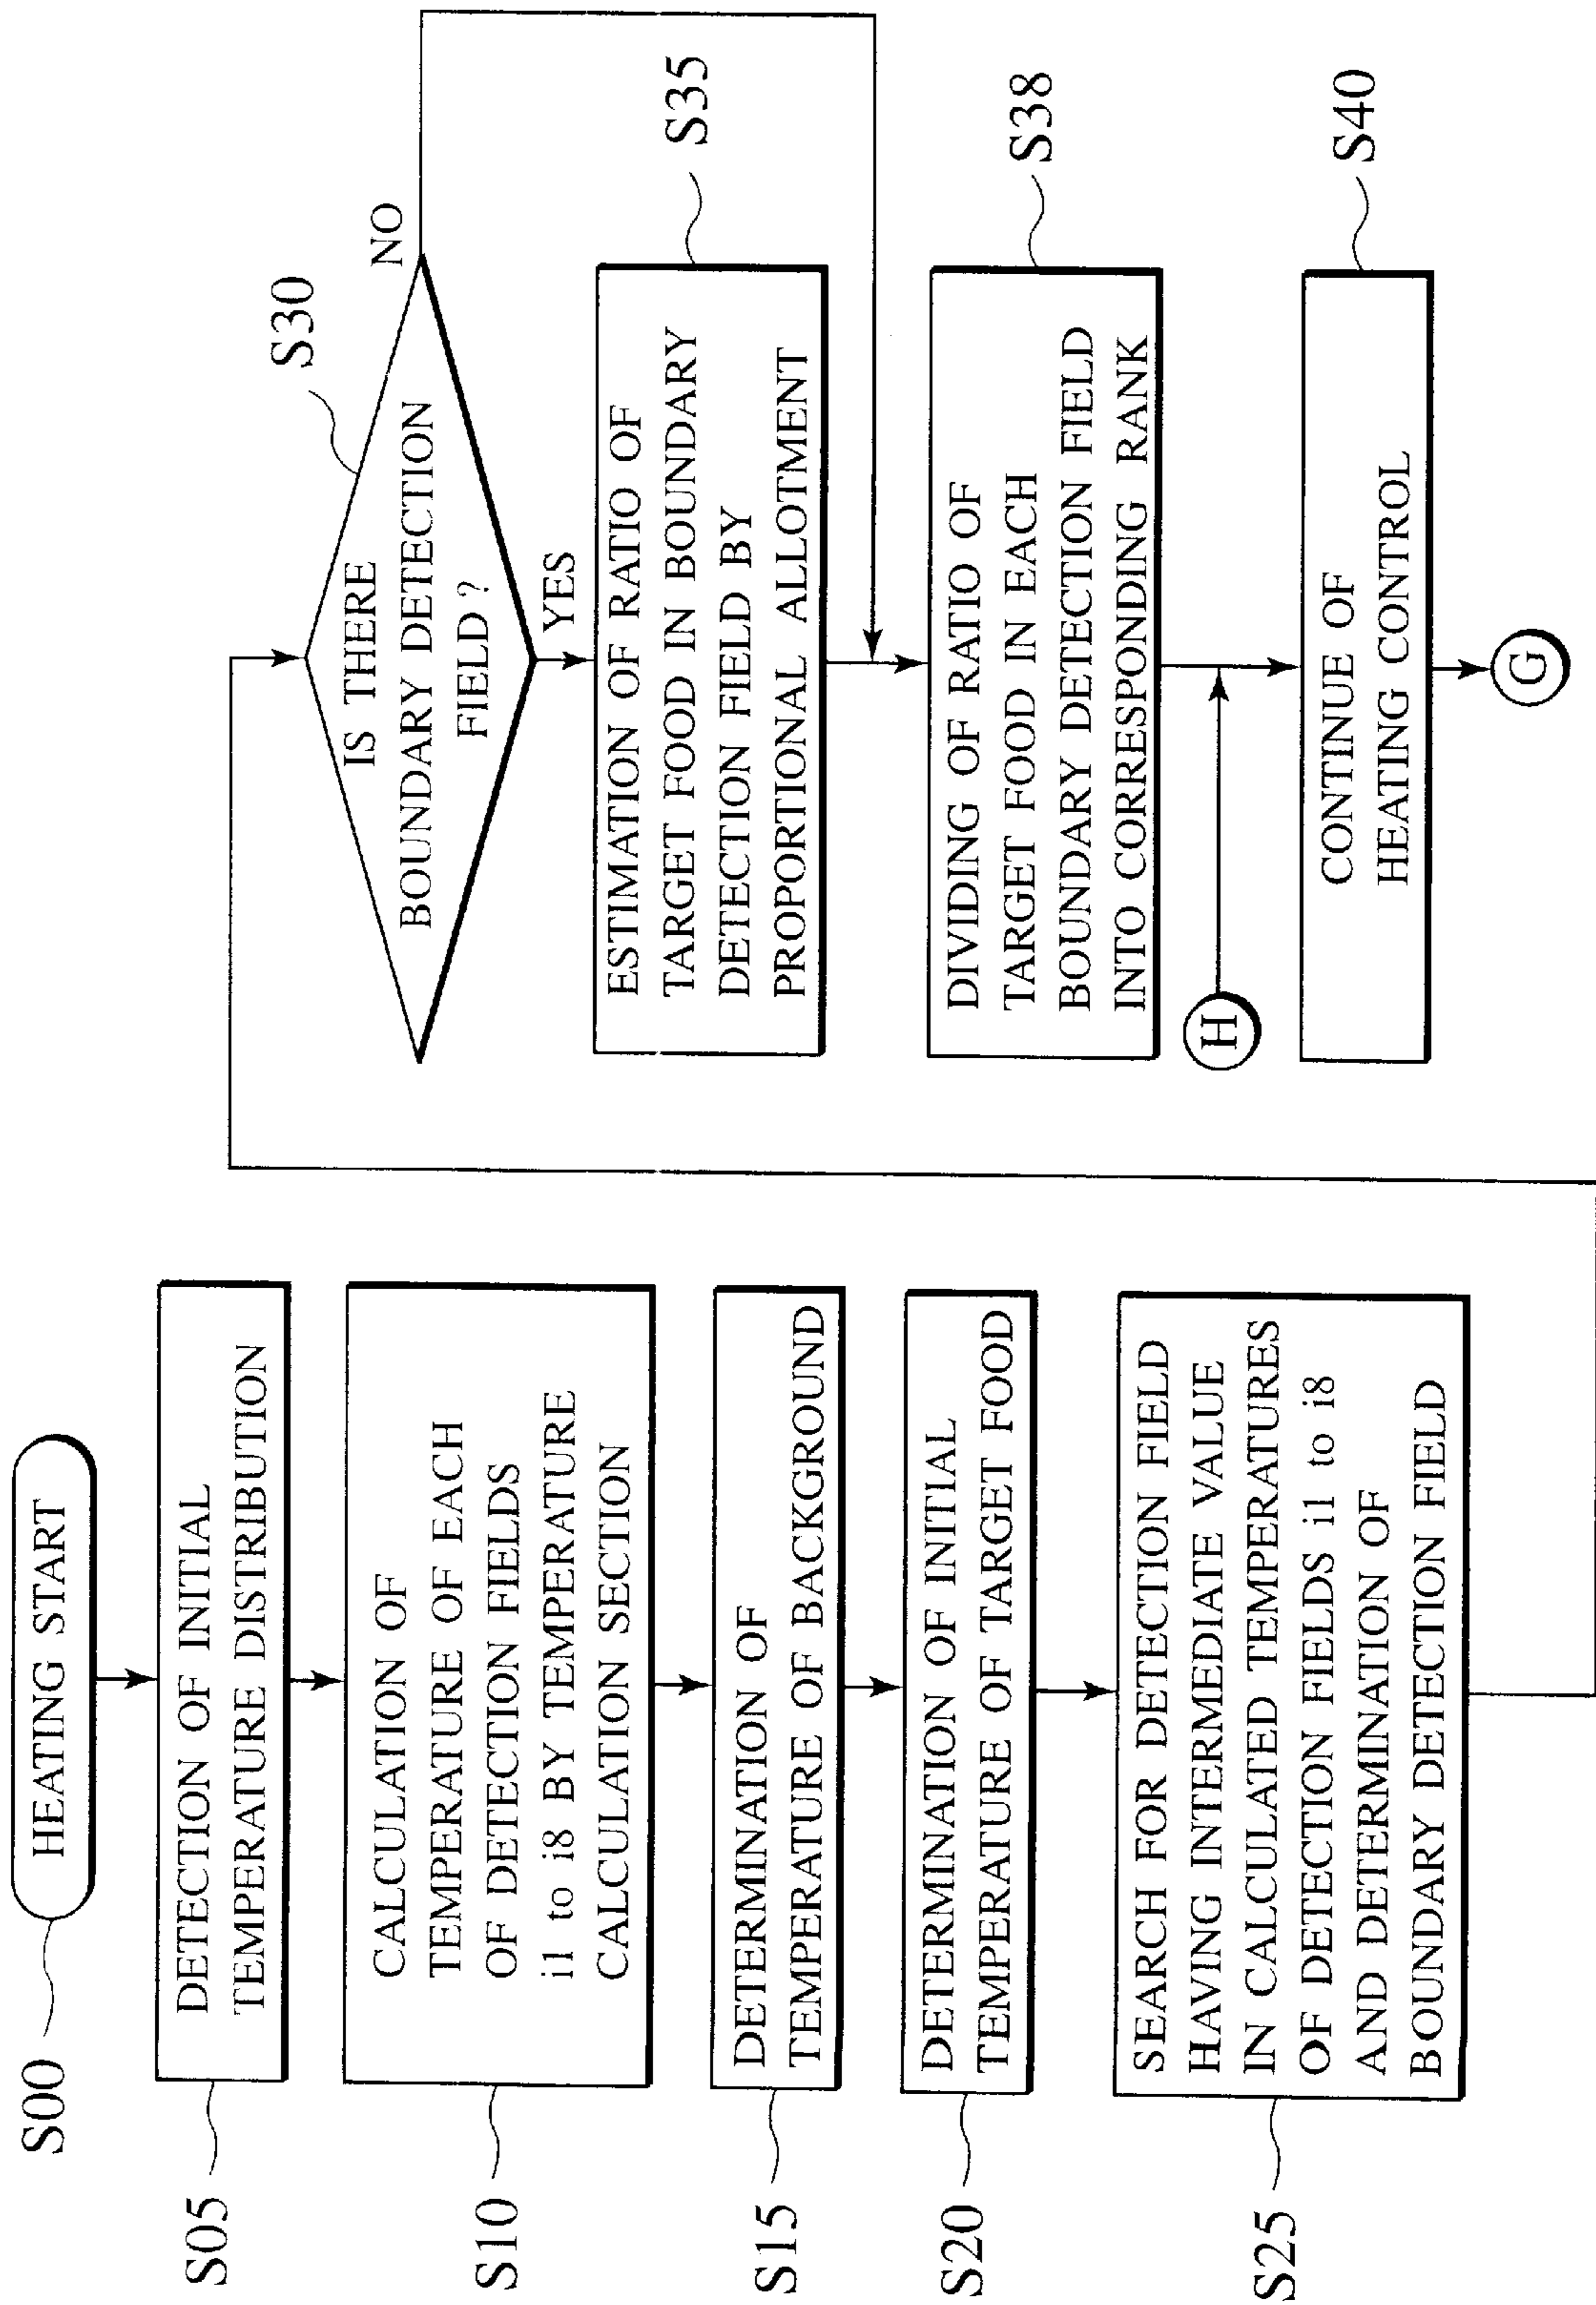 S00
HEATING START
S05
DETECTION OF INITIAL
TEMPERATURE DISTRIBUTION
S10
CALCULATION OF
TEMPERATURE OF EACH
OF DETECTION FIELDS
i1 to i8 BY TEMPERATURE
CALCULATION SECTION
S15
DETERMINATION OF
TEMPERATURE OF BACKGROUND
S20
DETERMINATION OF INITIAL
TEMPERATURE OF TARGET FOOD
S25
SEARCH FOR DETECTION FIELD
HAVING INTERMEDIATE VALUE
IN CALCULATED TEMPERATURES
OF DETECTION FIELDS i1 to i8
AND DETERMINATION OF
BOUNDARY DETECTION FIELD
S30
IS THERE
BOUNDARY DETECTION
FIELD ?
NO
YES
S35
ESTIMATION OF RATIO OF
TARGET FOOD IN BOUNDARY
DETECTION FIELD BY
PROPORTIONAL ALLOTMENT
S38
DIVIDING OF RATIO OF
TARGET FOOD IN EACH
BOUNDARY DETECTION FIELD
INTO CORRESPONDING RANK
H
S40
CONTINUE OF
HEATING CONTROL
G